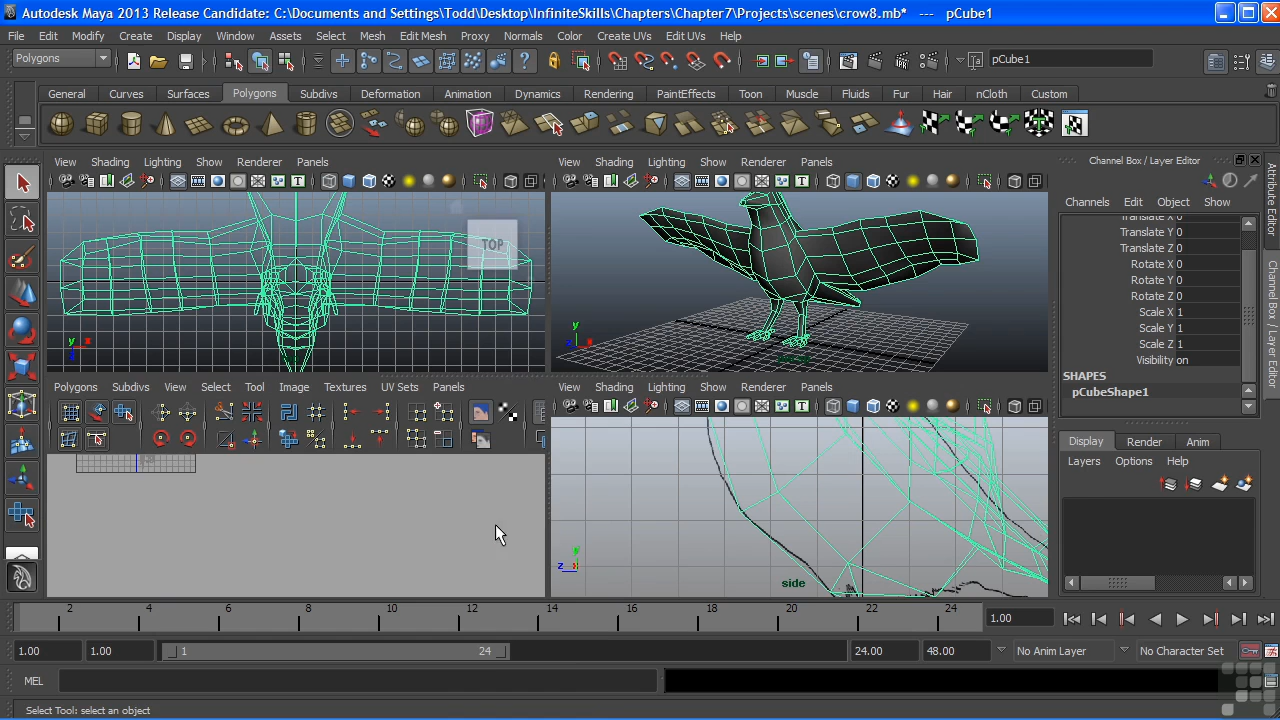 Autodesk Maya 2013 Release Candidate: C:\Documents and Settings\Todd\Desktop\InfiniteSkills\Chapters\Chapter7\Projects\scenes\crow8.mb* --- pCube1
File Edit Modify Create Display Window Assets Select Mesh Edit Mesh Proxy Normals Color Create UVs Edit UVs Help
Polygons
pCube1
General Curves Surfaces Polygons Subdivs Deformation Animation Dynamics Rendering PaintEffects Toon Muscle Fluids Fur Hair nCloth Custom
View Shading Lighting Show Renderer Panels
View Shading Lighting Show Renderer Panels
Channel Box / Layer Editor
Channels Edit Object Show
TOP
y
x
z
y
x
z
Translate X 0
Translate Y 0
Translate Z 0
Rotate X 0
Rotate Y 0
Rotate Z 0
Scale X 1
Scale Y 1
Scale Z 1
Visibility on
SHAPES
pCubeShape1
Attribute Editor
Channel Box / Layer Editor
Polygons Subdivs View Select Tool Image Textures UV Sets Panels
View Shading Lighting Show Renderer Panels
T
T
T
Display Render Anim
Layers Options Help
y
z
x
side
2 4 6 8 10 12 14 16 18 20 22 24
1.00
1.00 1.00 1 24 24.00 48.00 No Anim Layer No Character Set
MEL
Select Tool: select an object